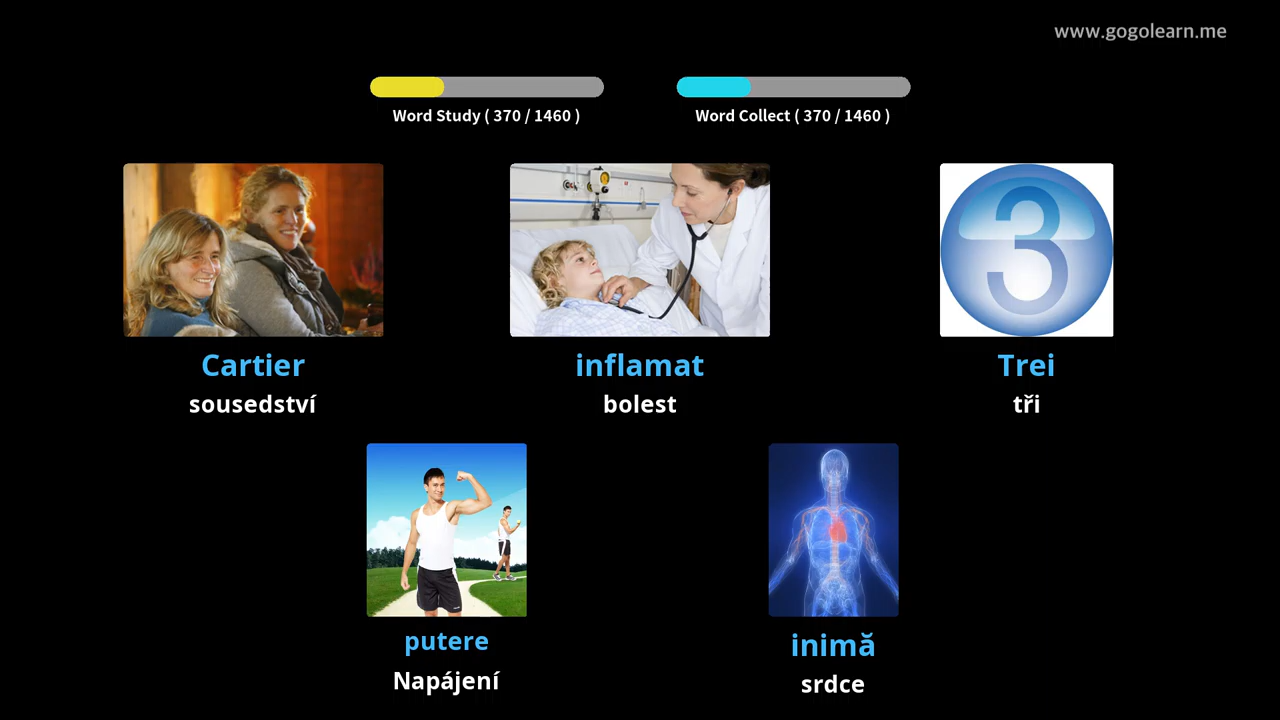 www.gogolearn.me
Word Study ( 370 / 1460 )
Word Collect ( 370 / 1460 )
3
Cartier
sousedství
inflamat
bolest
Trei
tři
putere
Napájení
inimă
srdce